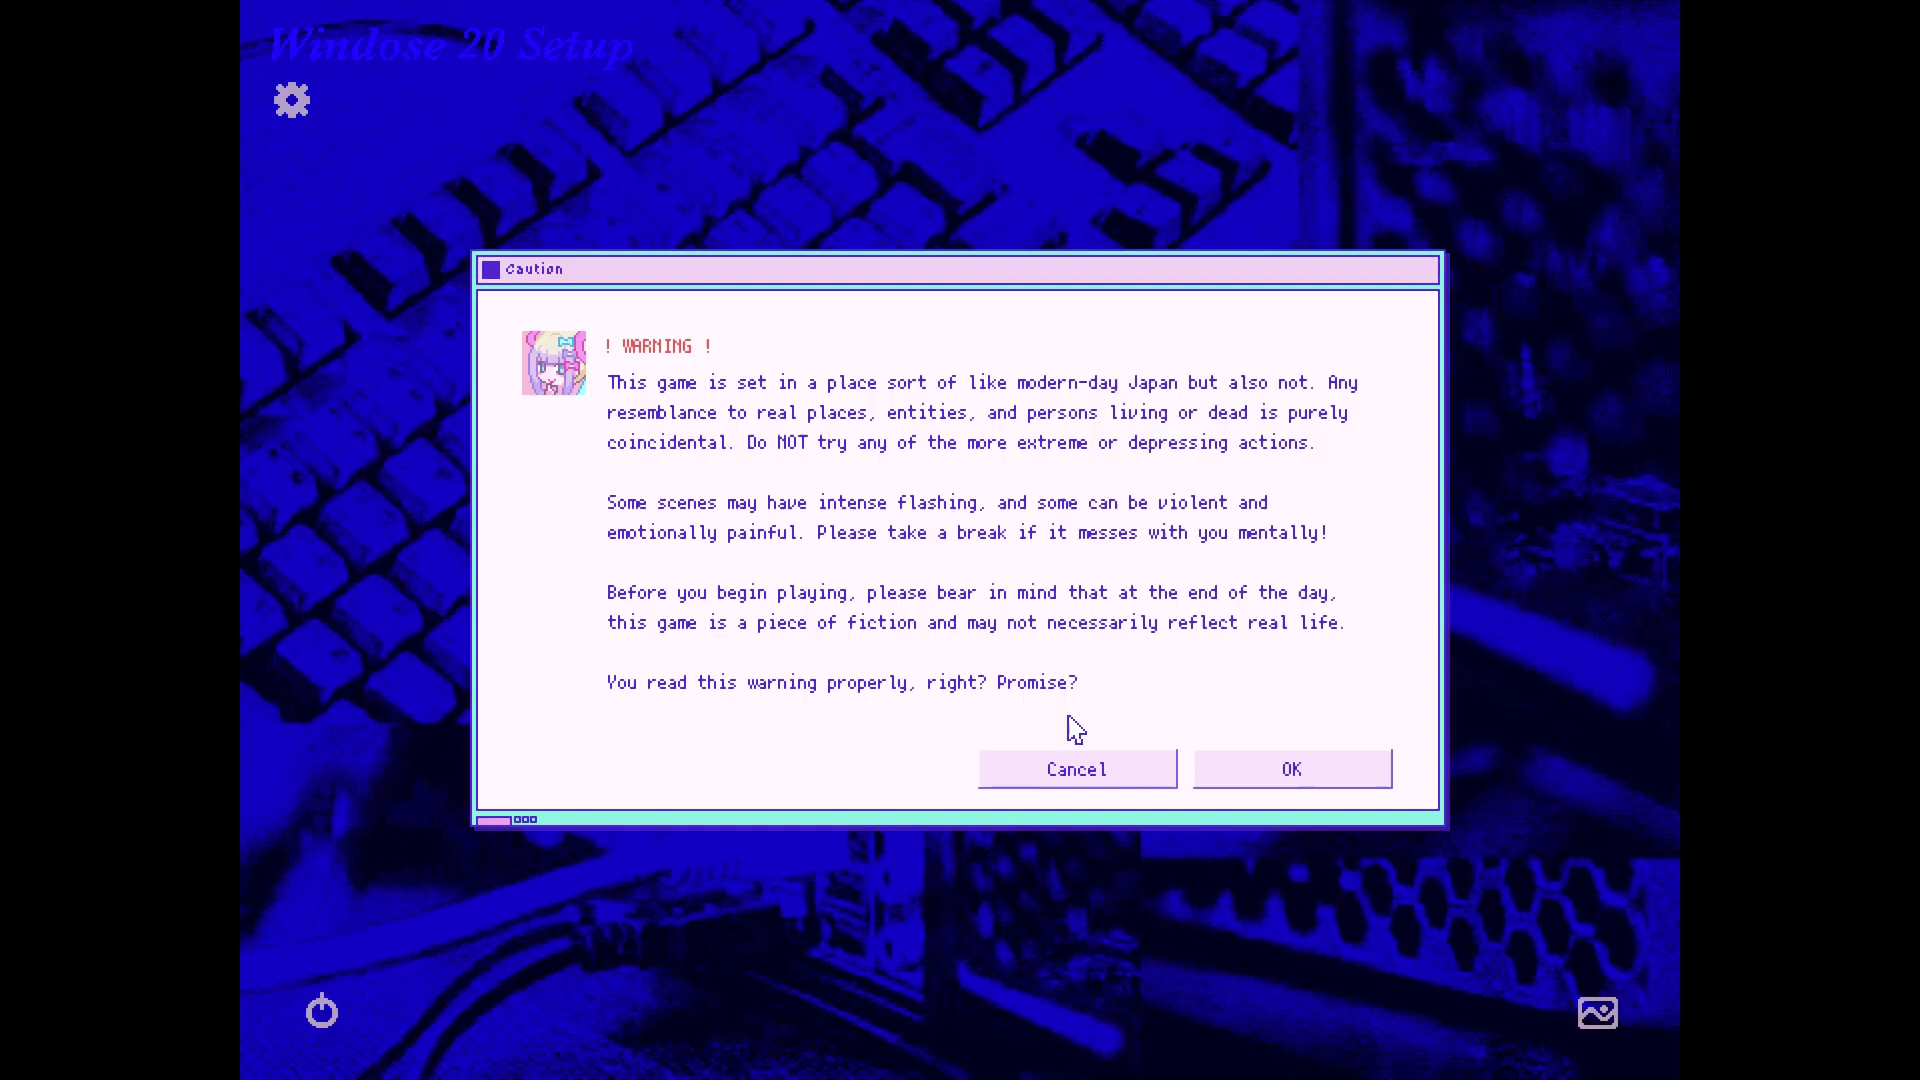 Windose 20 Setup
Caution
! WARNING !
This game is set in a place sort of like modern-day Japan but also not. Any
resemblance to real places, entities, and persons living or dead is purely
coincidental. Do NOT try any of the more extreme or depressing actions.
Some scenes may have intense flashing, and some can be violent and
emotionally painful. Please take a break if it messes with you mentally!
Before you begin playing, please bear in mind that at the end of the day,
this game is a piece of fiction and may not necessarily reflect real life.
You read this warning properly, right? Promise?
Cancel OK